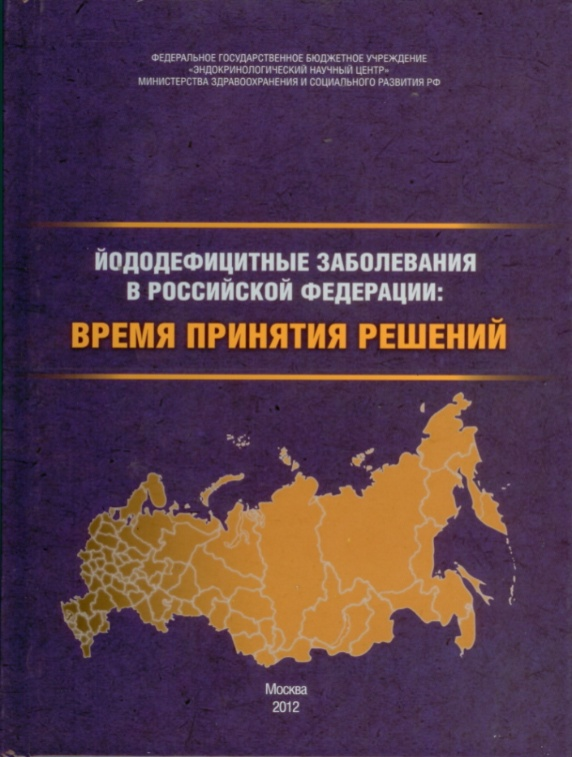 ФЕДЕРАЛЬНОЕ ГОСУДАРСТВЕННОЕ БЮДЖЕТНОЕ УЧРЕЖДЕНИЕ
«ЭНДОКРИНОЛОГИЧЕСКИЙ НАУЧНЫЙ ЦЕНТР»
МИНИСТЕРСТВА ЗДРАВООХРАНЕНИЯ И СОЦИАЛЬНОГО РАЗВИТИЯ РФ
ЙОДОДЕФИЦИТНЫЕ ЗАБОЛЕВАНИЯ
В РОССИЙСКОЙ ФЕДЕРАЦИИ:
ВРЕМЯ ПРИНЯТИЯ РЕШЕНИЙ
Москва
2012